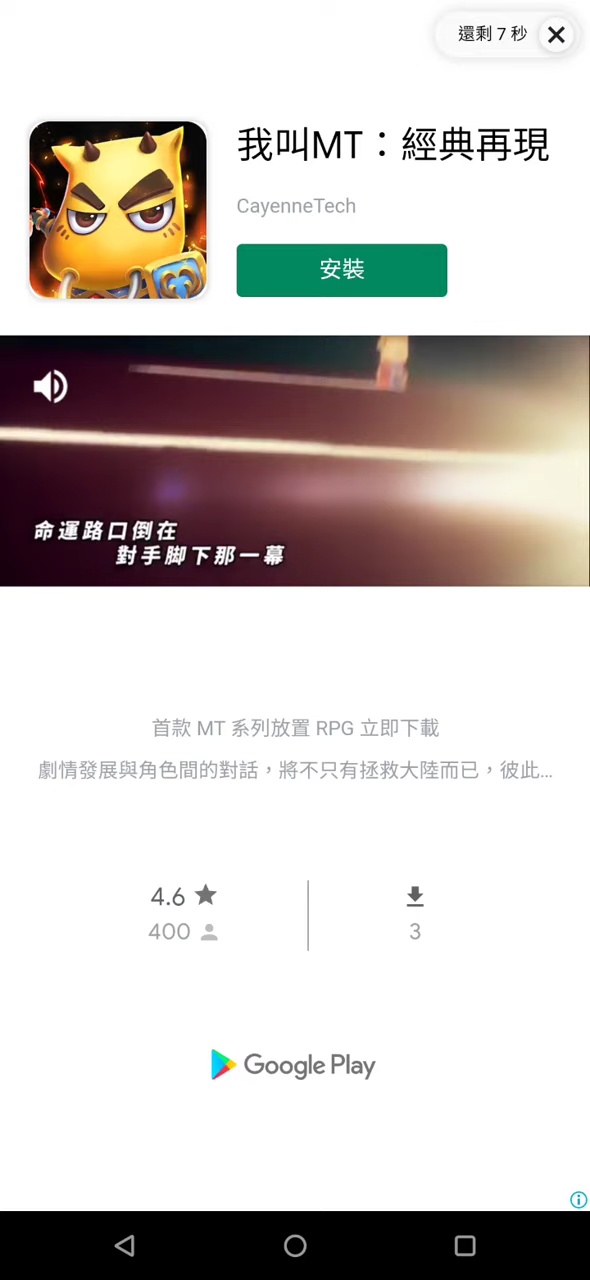 還剩 7 秒
我叫MT：經典再現
CayenneTech
安裝
命運路口倒在
對手脚下那一幕
首款 MT 系列放置 RPG 立即下載
劇情發展與角色間的對話，將不只有拯救大陸而已，彼此...
4.6
400
3
Google Play